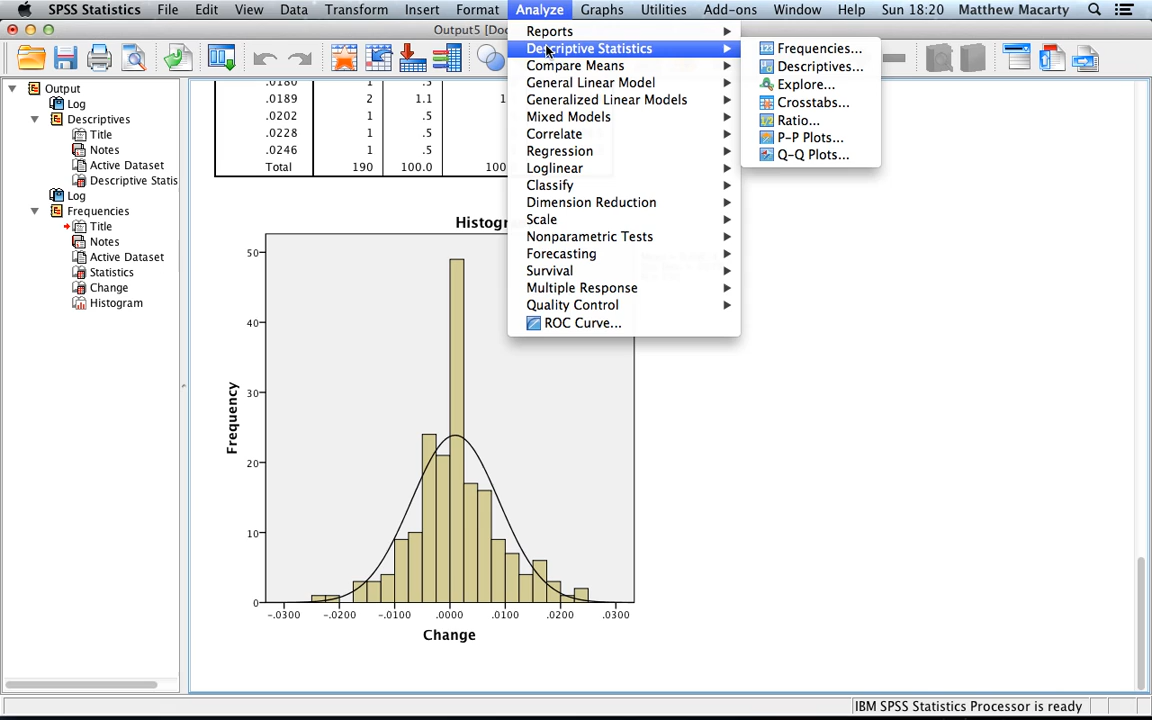 SPSS Statistics File Edit View Data Transform Insert Format Analyze Graphs Utilities Add-ons Window Help Sun 18:20 Matthew Macarty
Output5 [Doc
Reports
Descriptive Statistics
Compare Means
General Linear Model
Generalized Linear Models
Mixed Models
Correlate
Regression
Loglinear
Classify
Dimension Reduction
Scale
Nonparametric Tests
Forecasting
Survival
Multiple Response
Quality Control
ROC Curve...
Frequencies...
Descriptives...
Explore...
Crosstabs...
Ratio...
P-P Plots...
Q-Q Plots...
Output
Log
Descriptives
Title
Notes
Active Dataset
Descriptive Statis
Log
Frequencies
Title
Notes
Active Dataset
Statistics
Change
Histogram
.0180 1 .5
.0189 2 1.1 1
.0202 1 .5
.0228 1 .5
.0246 1 .5
Total 190 100.0 100
Histogr
Frequency
50
40
30
20
10
0
-.0300 -.0200 -.0100 .0000 .0100 .0200 .0300
Change
IBM SPSS Statistics Processor is ready